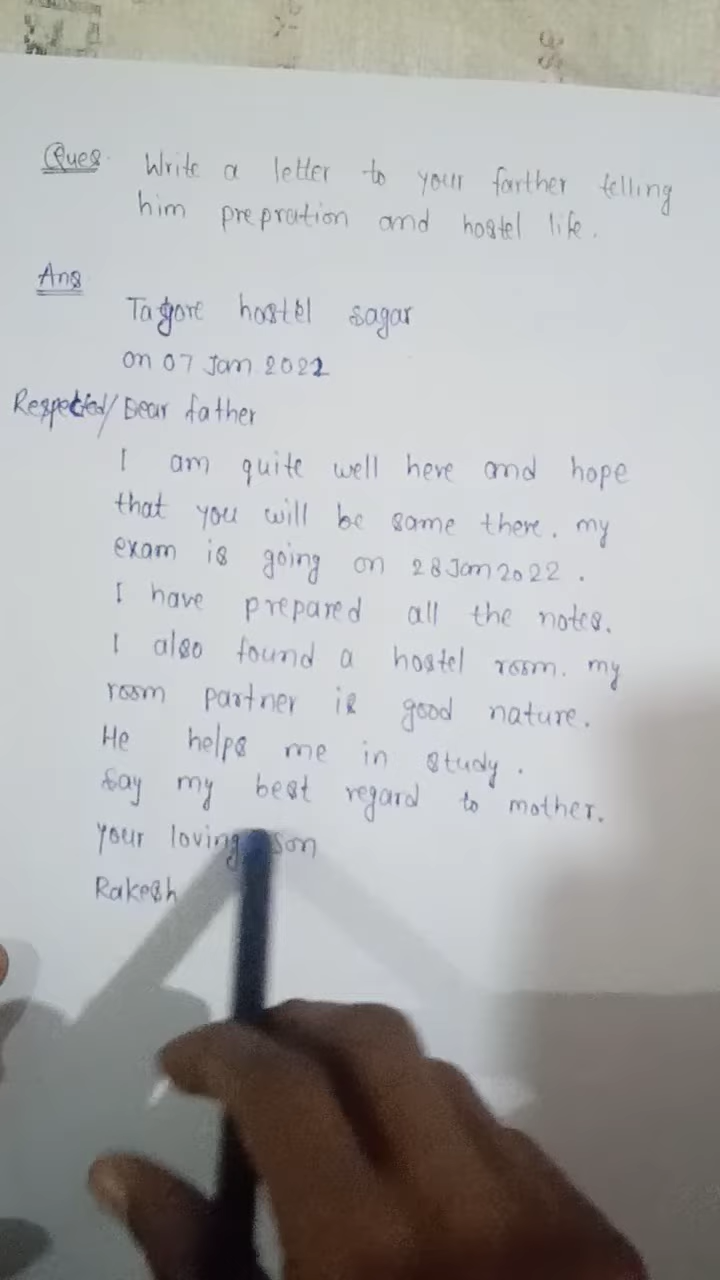 Ques. Write a letter to your farther telling
him prepration and hostel life.
Ans
Tagore hostel sagar
on 07 Jan 2022
Respected/Dear father
I am quite well here and hope
that you will be same there. my
exam is going on 28 Jan 2022.
I have prepared all the notes.
I also found a hostel room. my
room partner is good nature.
He helps me in study.
Say my best regard to mother.
your loving son
Rakesh